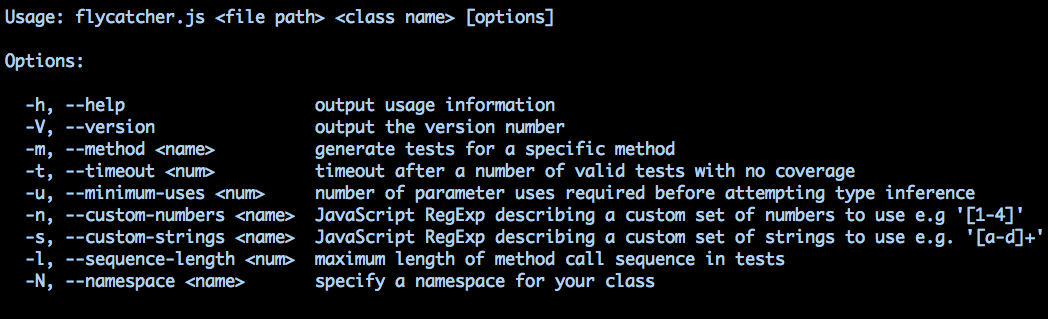 Usage: flycatcher.js <file path> <class name> [options]
Options:
-h, --help output usage information
-V, --version output the version number
-m, --method <name> generate tests for a specific method
-t, --timeout <num> timeout after a number of valid tests with no coverage
-u, --minimum-uses <num> number of parameter uses required before attempting type inference
-n, --custom-numbers <name> JavaScript RegExp describing a custom set of numbers to use e.g '[1-4]'
-s, --custom-strings <name> JavaScript RegExp describing a custom set of strings to use e.g. '[a-d]+'
-l, --sequence-length <num> maximum length of method call sequence in tests
-N, --namespace <name> specify a namespace for your class